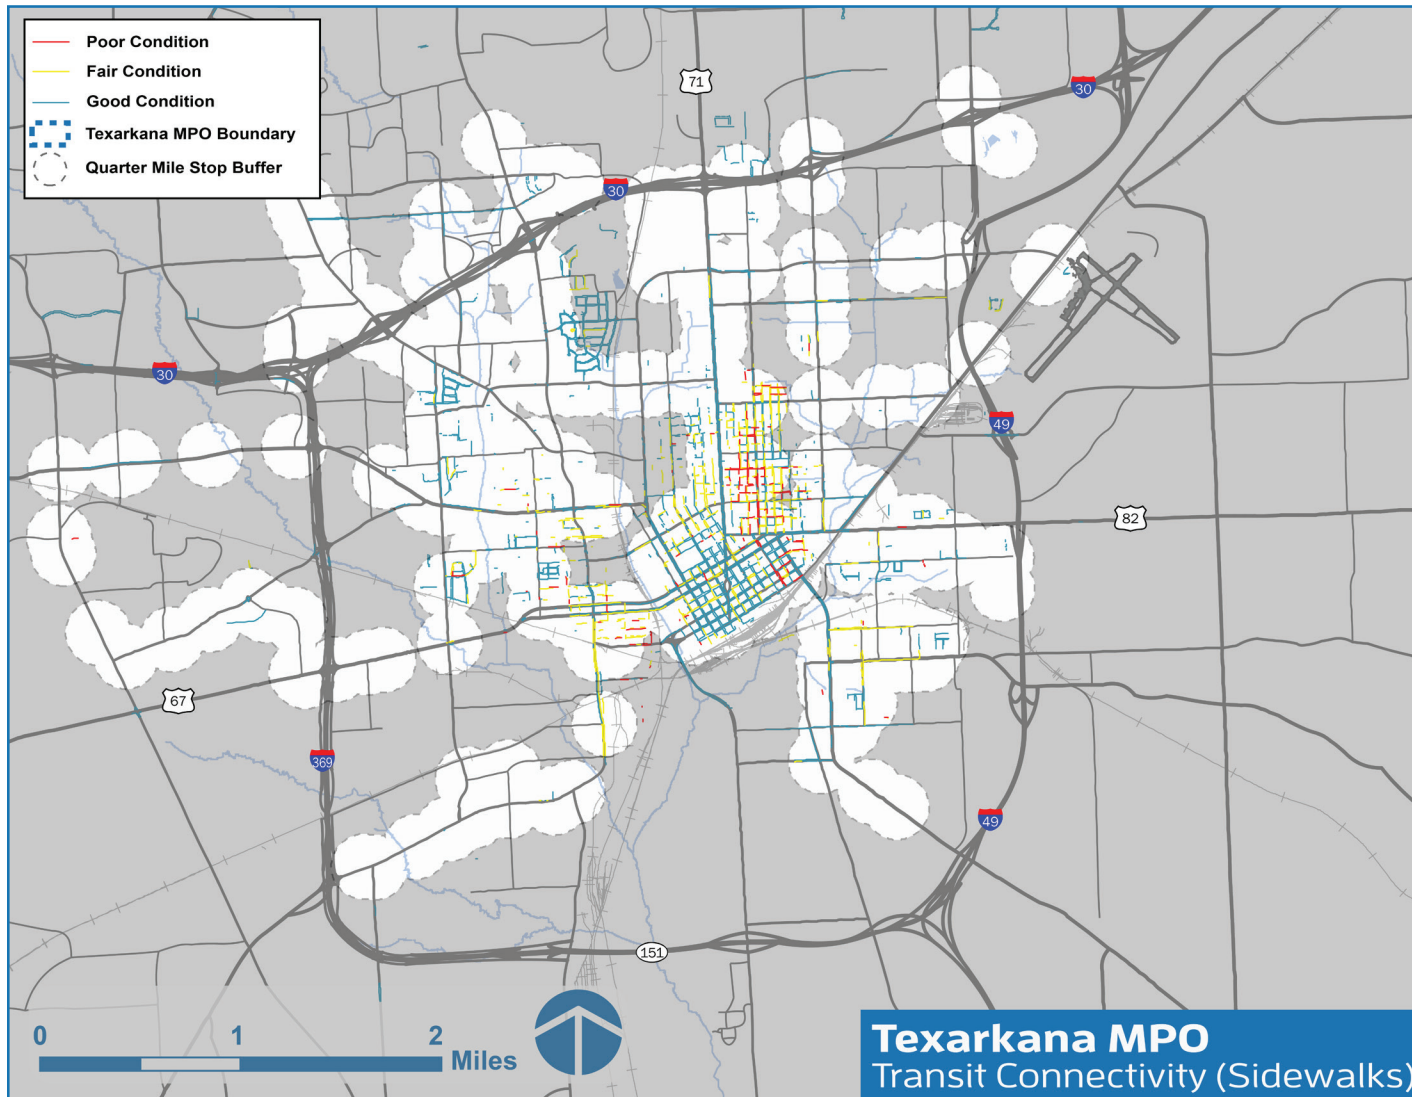 Poor Condition
Fair Condition
Good Condition
Texarkana MPO Boundary
Quarter Mile Stop Buffer
71
30
30
30
49
82
67
369
49
151
0 1 2
Miles
Texarkana MPO
Transit Connectivity (Sidewalks)